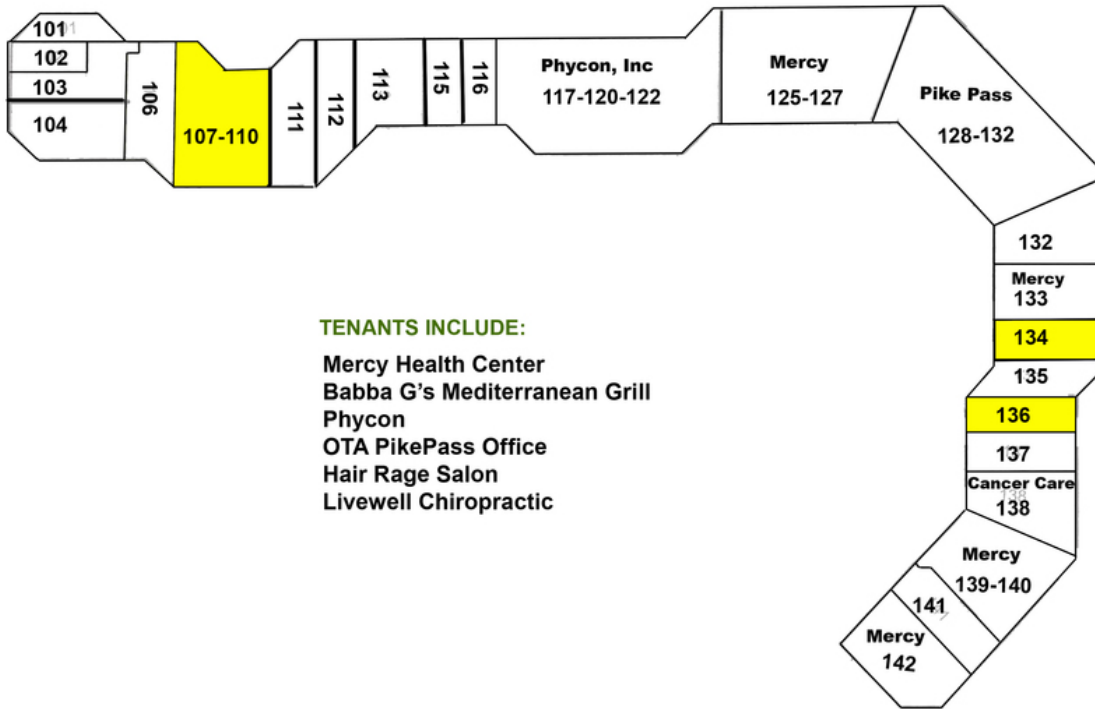 101
102
103
104
106
107-110
111
112
113
115
116
Phycon, Inc
117-120-122
Mercy
125-127
Pike Pass
128-132
132
Mercy
133
134
135
136
137
Cancer Care
138
Mercy
139-140
141
Mercy
142
TENANTS INCLUDE:
Mercy Health Center
Babba G's Mediterranean Grill
Phycon
OTA PikePass Office
Hair Rage Salon
Livewell Chiropractic